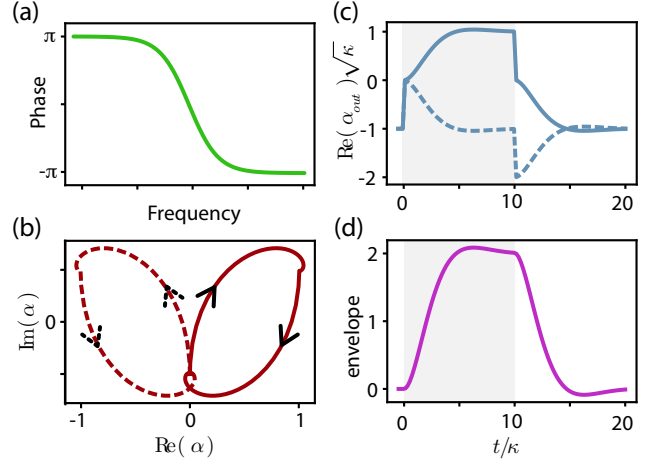 (a)
π
Phase
-π
Frequency
(b)
Im(α)
0
-1
0
1
Re(α)
(c)
Re(α_out)√κ
1
0
-1
-2
0
10
20
(d)
envelope
2
1
0
0
10
20
t/κ